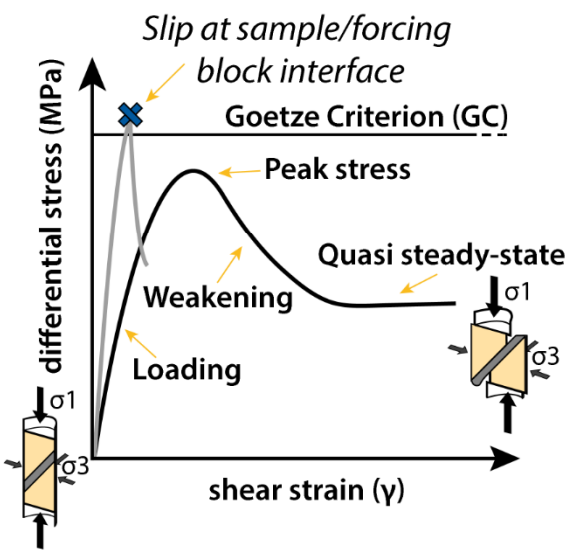 Slip at sample/forcing
block interface
Goetze Criterion (GC)
Peak stress
Quasi steady-state
Weakening
Loading
differential stress (MPa)
shear strain (γ)
σ1
σ3
σ1
σ3